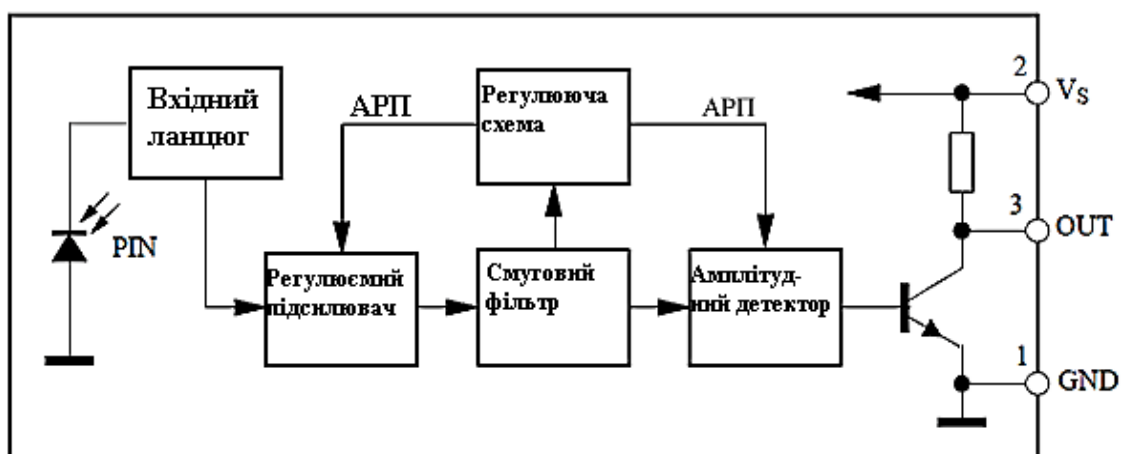 Вхідний
ланцюг
АРП
Регулююча
схема
АРП
2
VS
3
OUT
PIN
Регулюємий
підсилювач
Смуговий
фільтр
Амплітуд-
ний детектор
1
GND